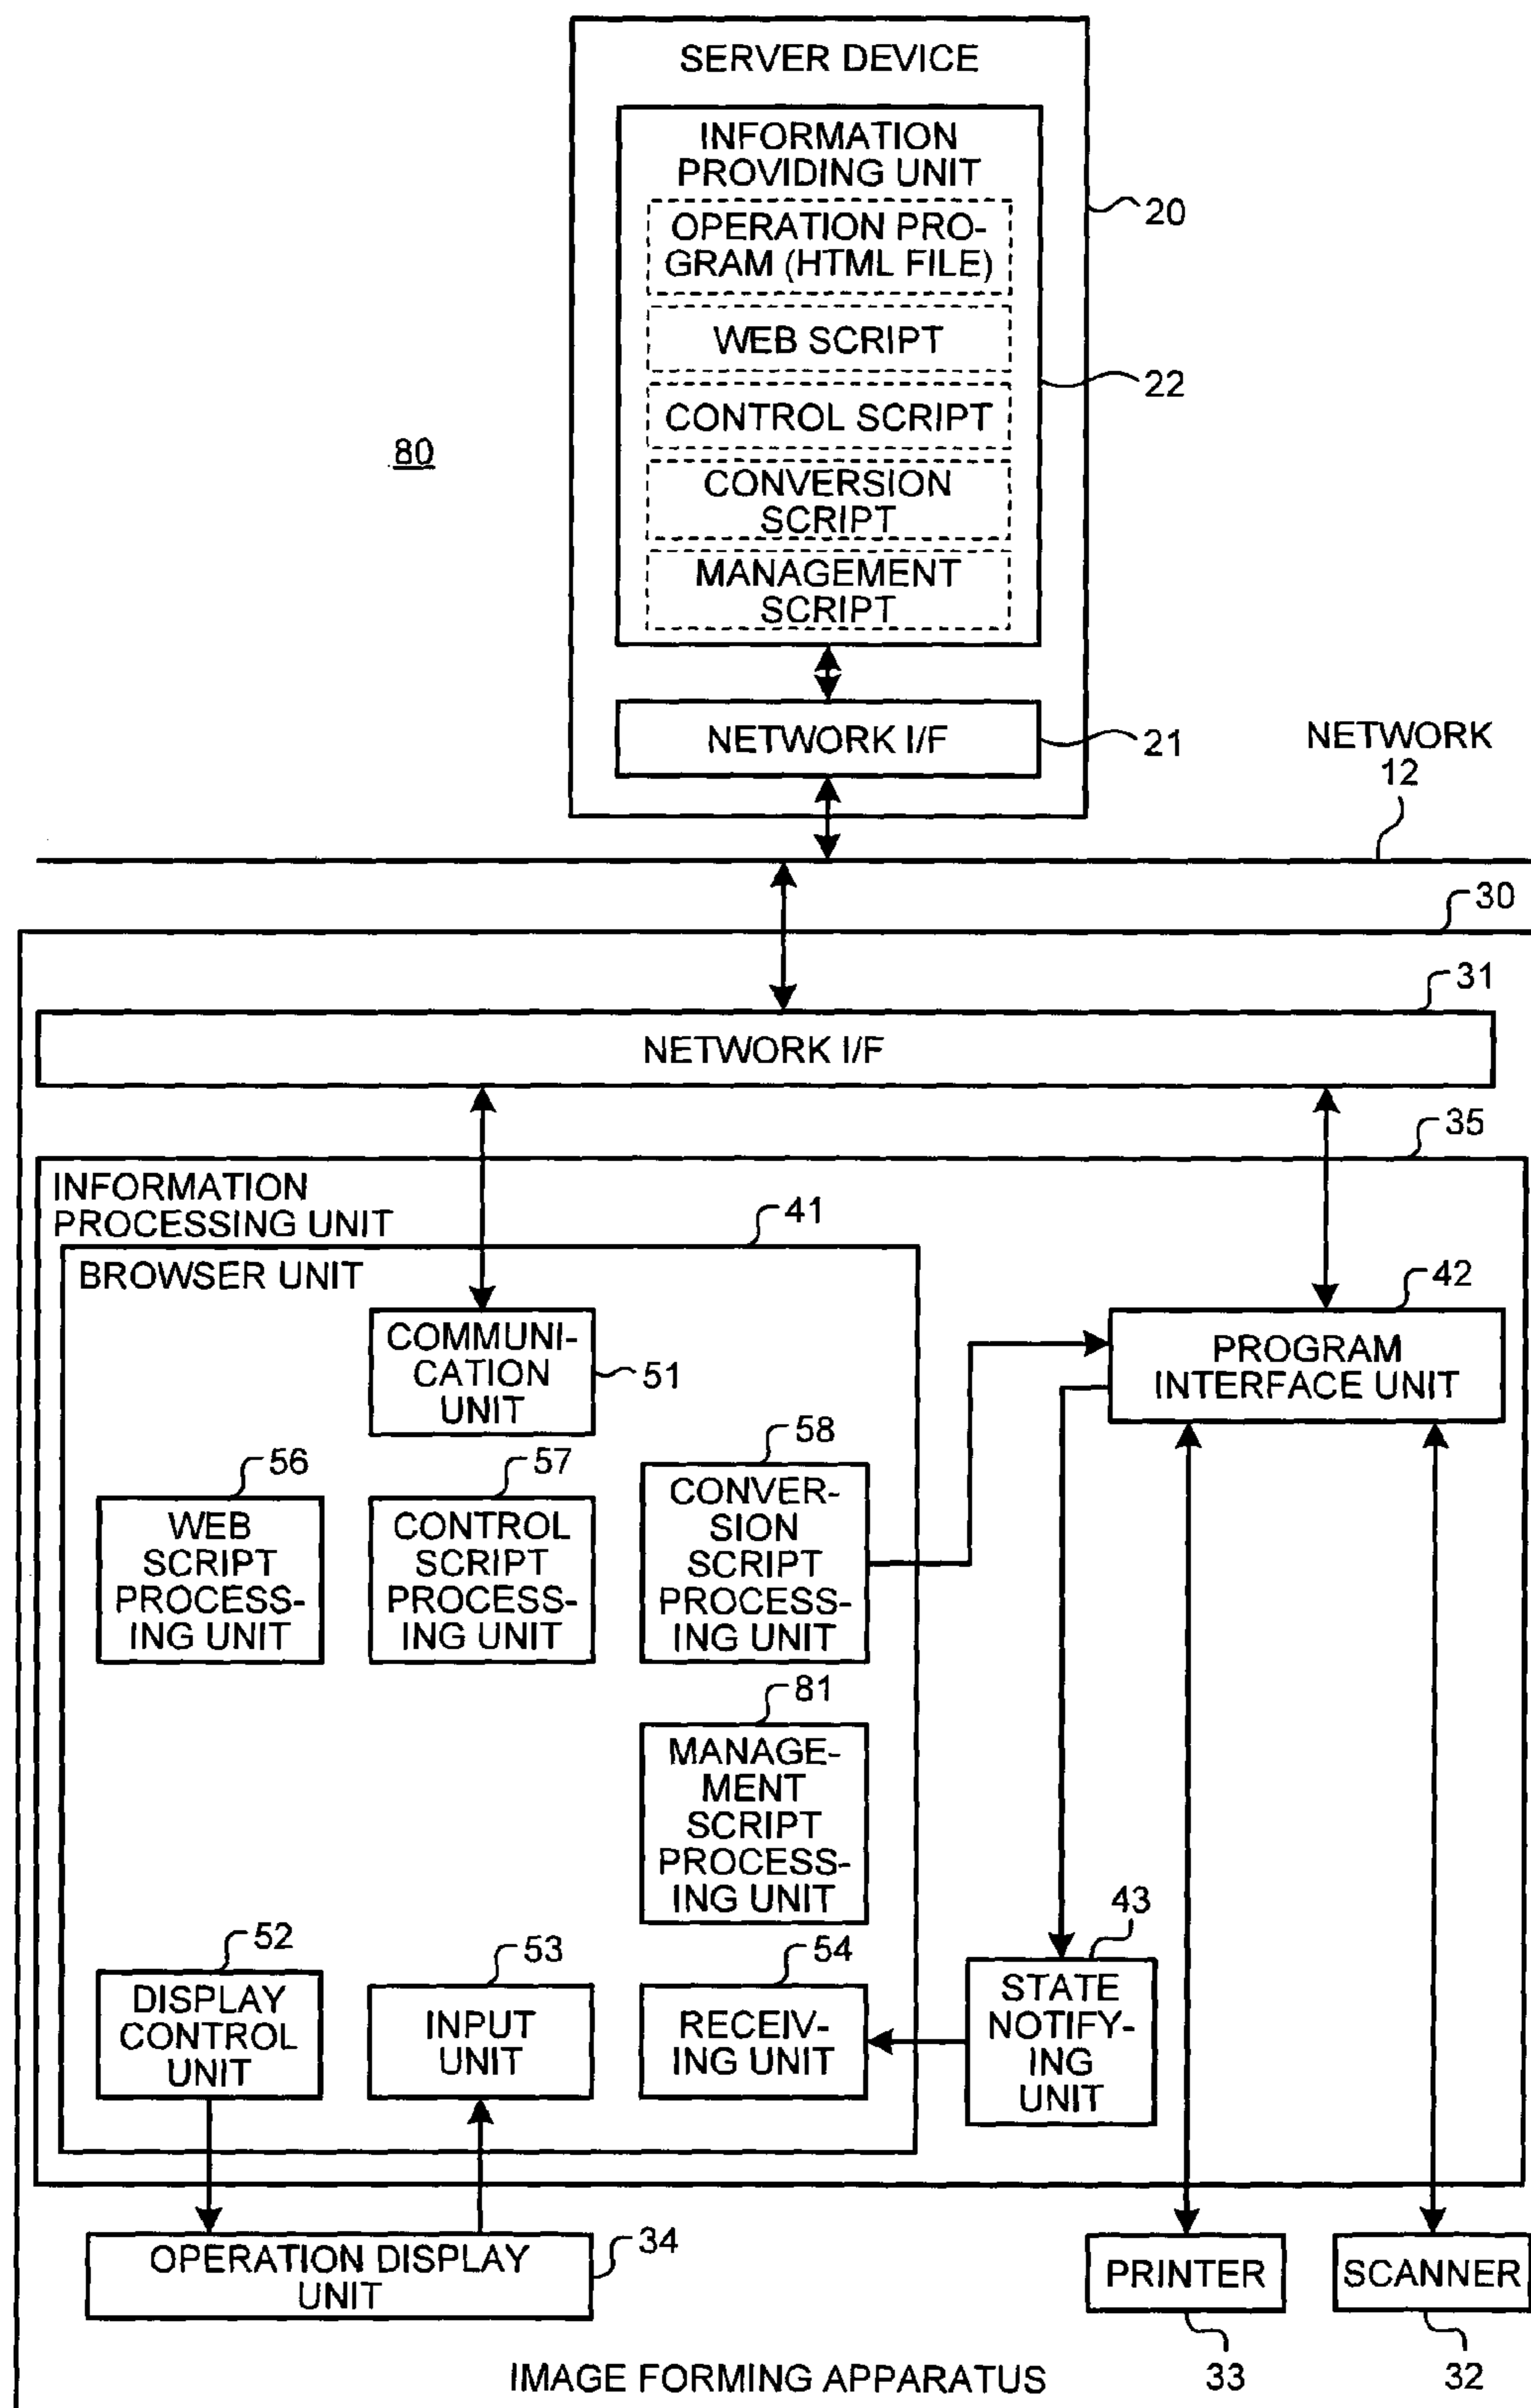 SERVER DEVICE
INFORMATION
PROVIDING UNIT
OPERATION PRO-
GRAM (HTML FILE)
20
WEB SCRIPT
22
CONTROL SCRIPT
80
CONVERSION
SCRIPT
MANAGEMENT
SCRIPT
NETWORK I/F
21
NETWORK
12
30
31
NETWORK I/F
35
INFORMATION
PROCESSING UNIT
41
BROWSER UNIT
42
COMMUNI-
CATION
UNIT
51
PROGRAM
INTERFACE UNIT
56
WEB
SCRIPT
PROCESS-
ING UNIT
57
CONTROL
SCRIPT
PROCESS-
ING UNIT
58
CONVER-
SION
SCRIPT
PROCESS-
ING UNIT
81
MANAGE-
MENT
SCRIPT
PROCESS-
ING UNIT
52
DISPLAY
CONTROL
UNIT
53
INPUT
UNIT
54
RECEIV-
ING UNIT
43
STATE
NOTIFY-
ING
UNIT
34
OPERATION DISPLAY
UNIT
PRINTER
SCANNER
33
32
IMAGE FORMING APPARATUS